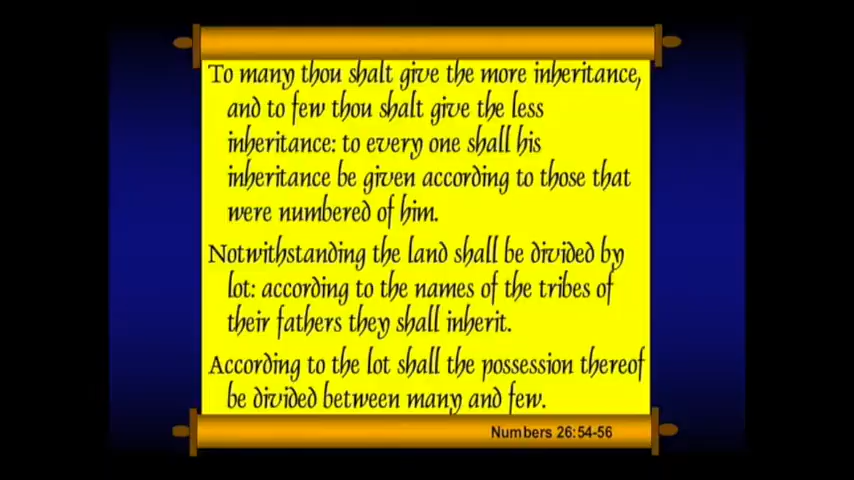 To many thou shalt give the more inheritance,
and to few thou shalt give the less
inheritance: to every one shall his
inheritance be given according to those that
were numbered of him.
Notwithstanding the land shall be divided by
lot: according to the names of the tribes of
their fathers they shall inherit.
According to the lot shall the possession thereof
be divided between many and few.
Numbers 26:54-56